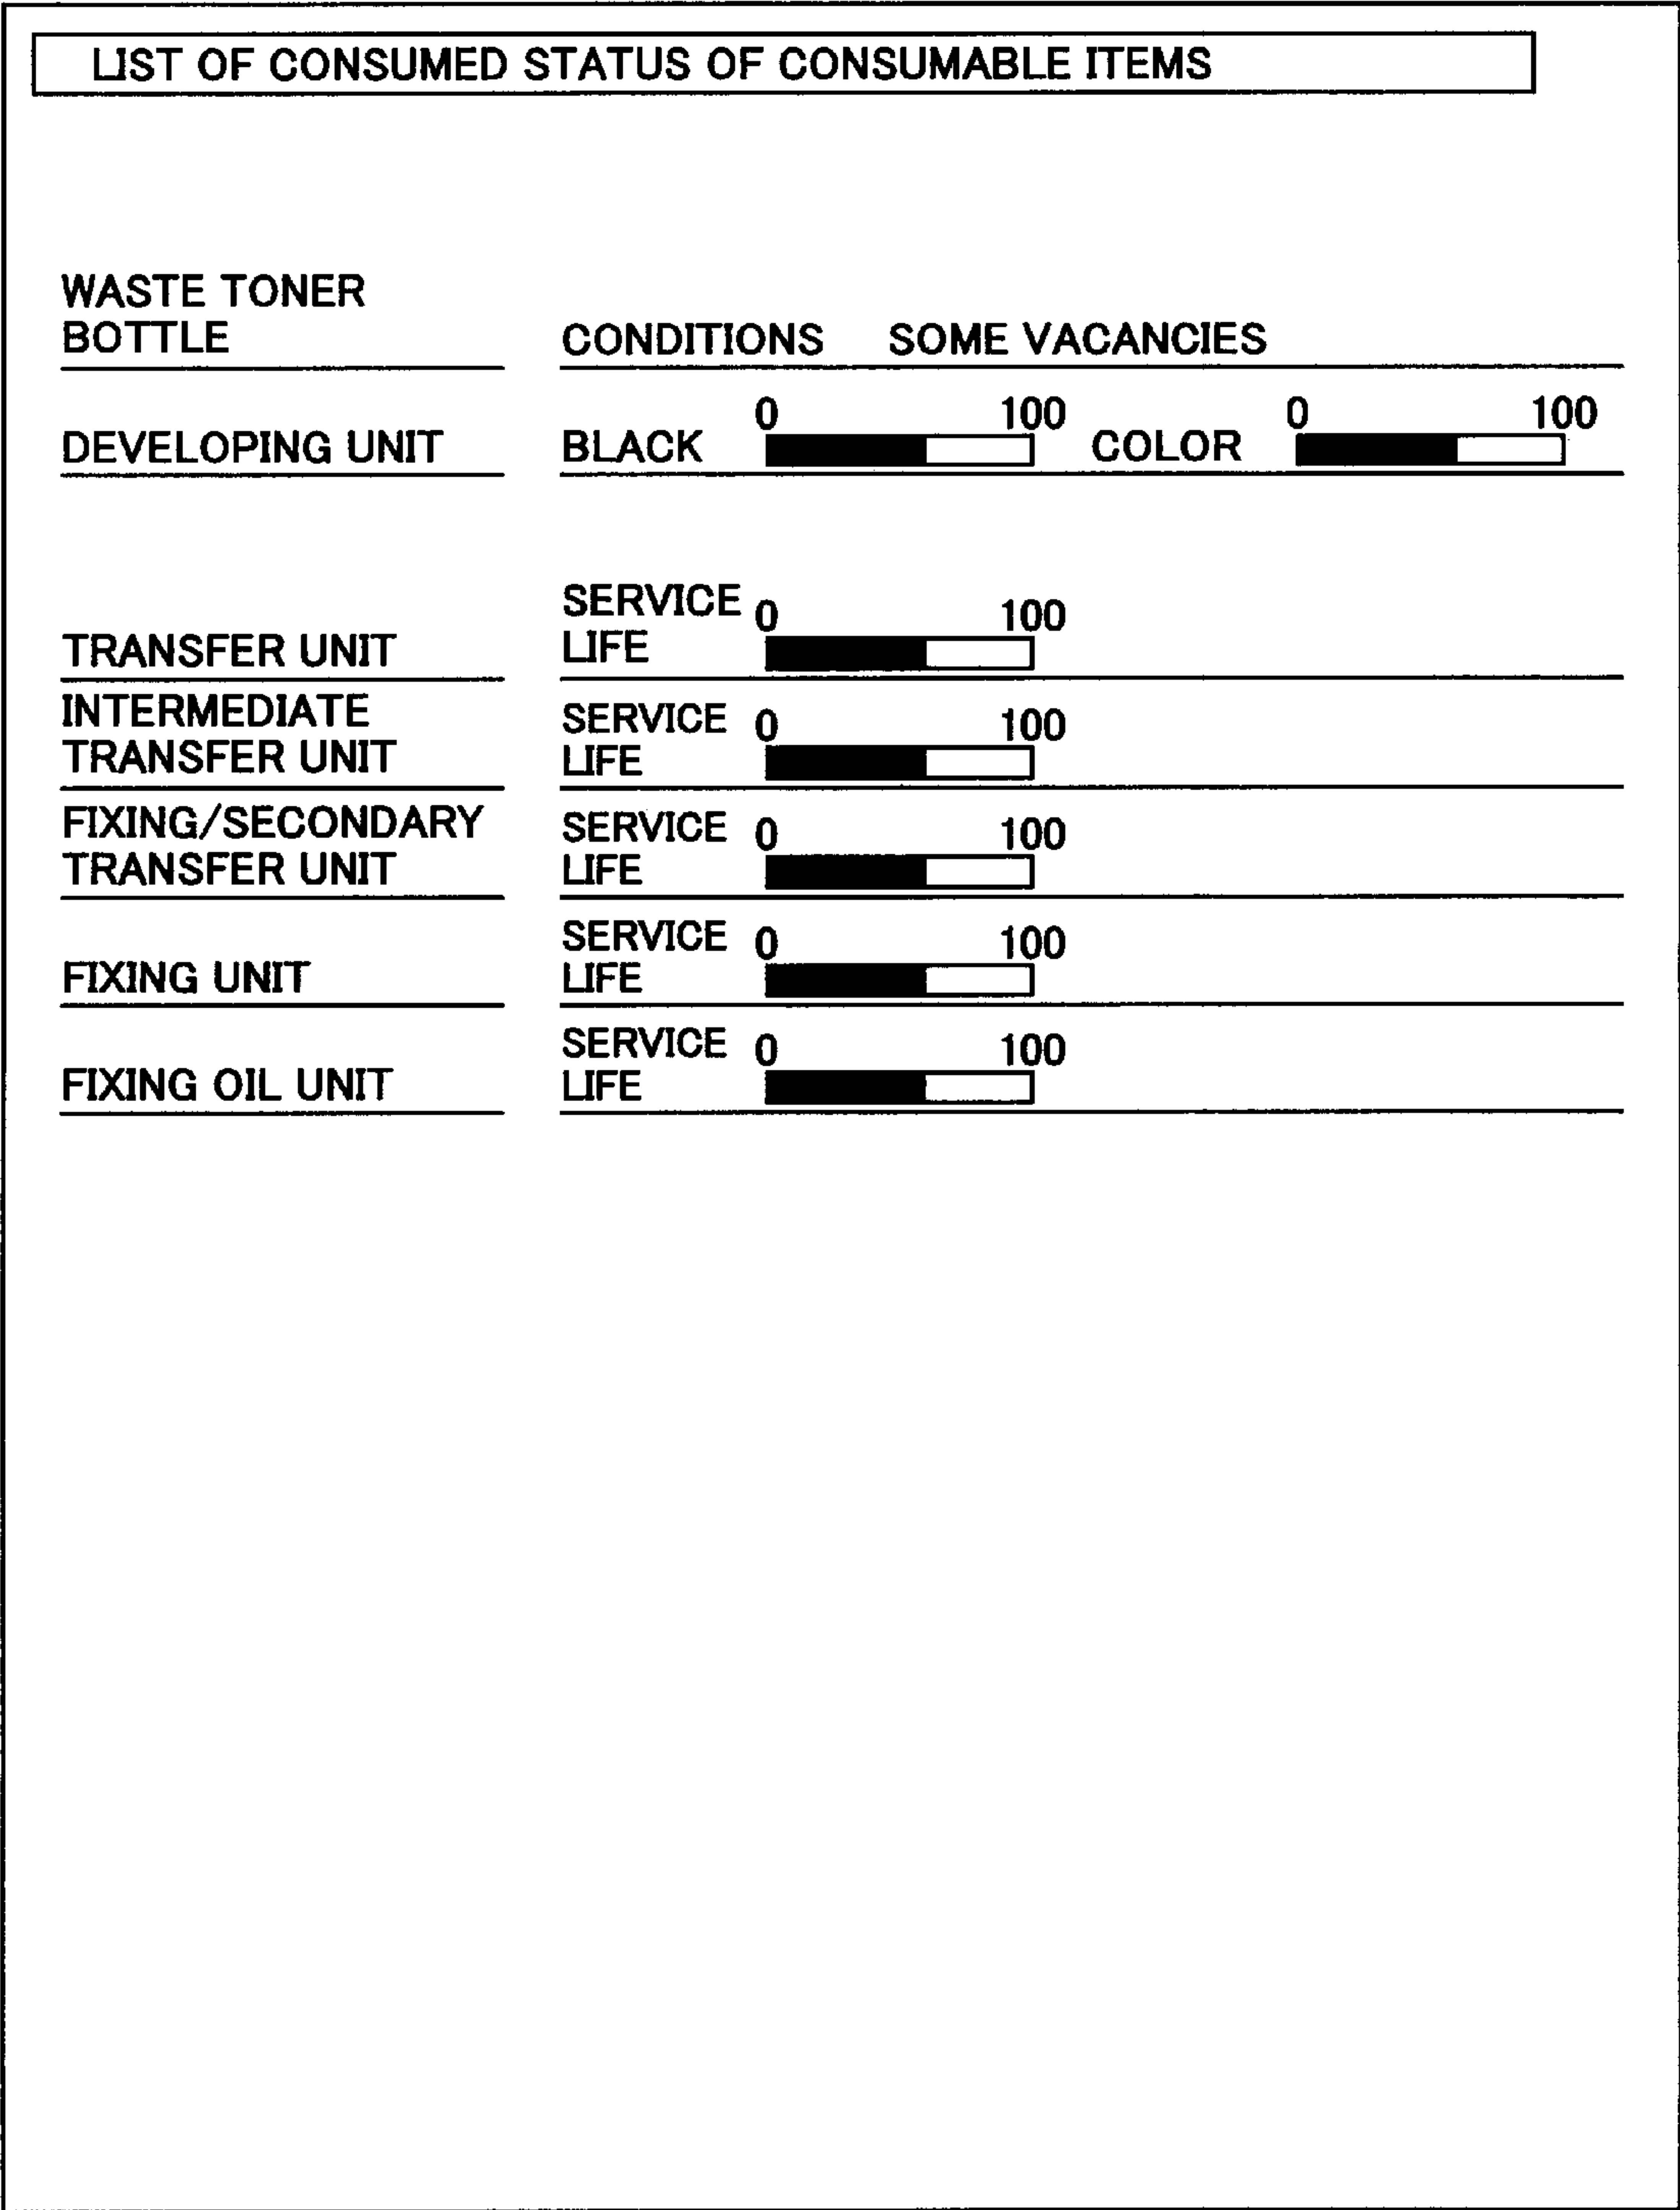 LIST OF CONSUMED STATUS OF CONSUMABLE ITEMS
WASTE TONER
BOTTLE CONDITIONS SOME VACANCIES
0 100 0 100
DEVELOPING UNIT BLACK COLOR
SERVICE 0 100
TRANSFER UNIT LIFE
INTERMEDIATE SERVICE 0 100
TRANSFER UNIT LIFE
FIXING/SECONDARY SERVICE 0 100
TRANSFER UNIT LIFE
SERVICE 0 100
FIXING UNIT LIFE
SERVICE 0 100
FIXING OIL UNIT LIFE